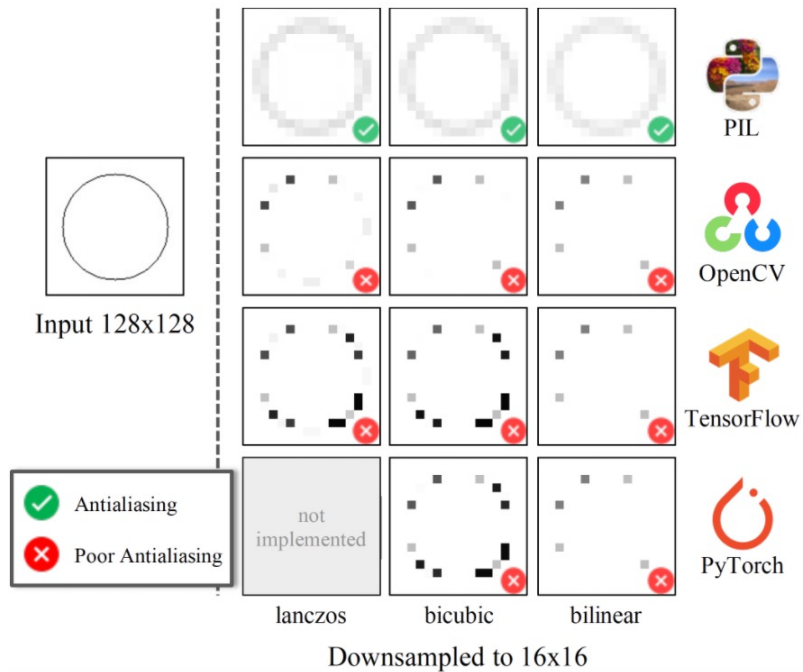 PIL
OpenCV
Input 128x128
TensorFlow
Antialiasing
Poor Antialiasing
not
implemented
PyTorch
lanczos
bicubic
bilinear
Downsampled to 16x16